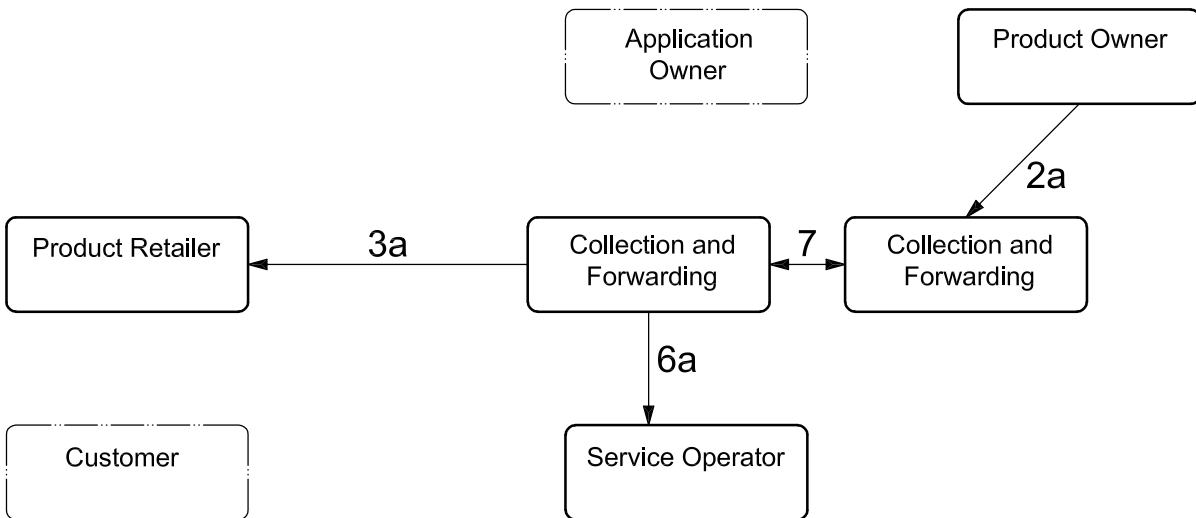 Application
Owner
Product Owner
2a
Product Retailer
3a
Collection and
Forwarding
7
Collection and
Forwarding
6a
Customer
Service Operator